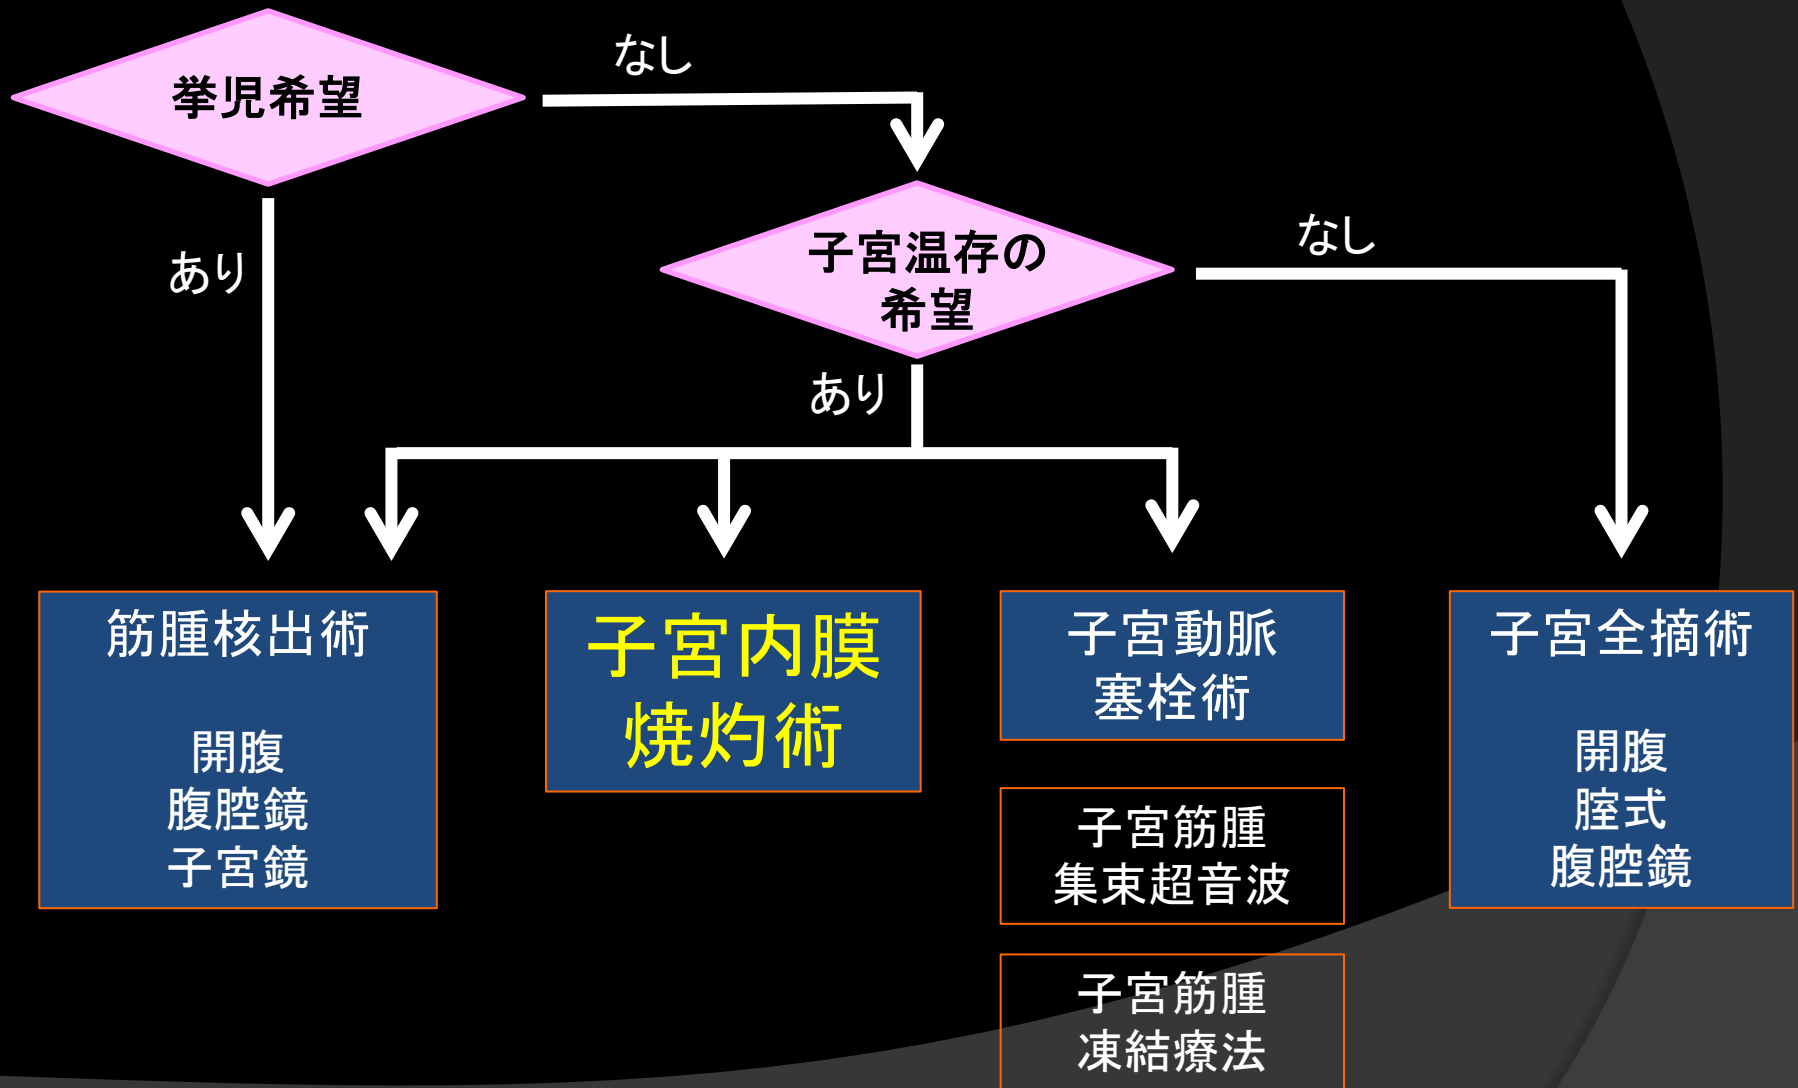 挙児希望
なし
子宮温存の
希望
なし
あり
あり
筋腫核出術
開腹
腹腔鏡
子宮鏡
子宮内膜
焼灼術
子宮動脈
塞栓術
子宮筋腫
集束超音波
子宮筋腫
凍結療法
子宮全摘術
開腹
腟式
腹腔鏡